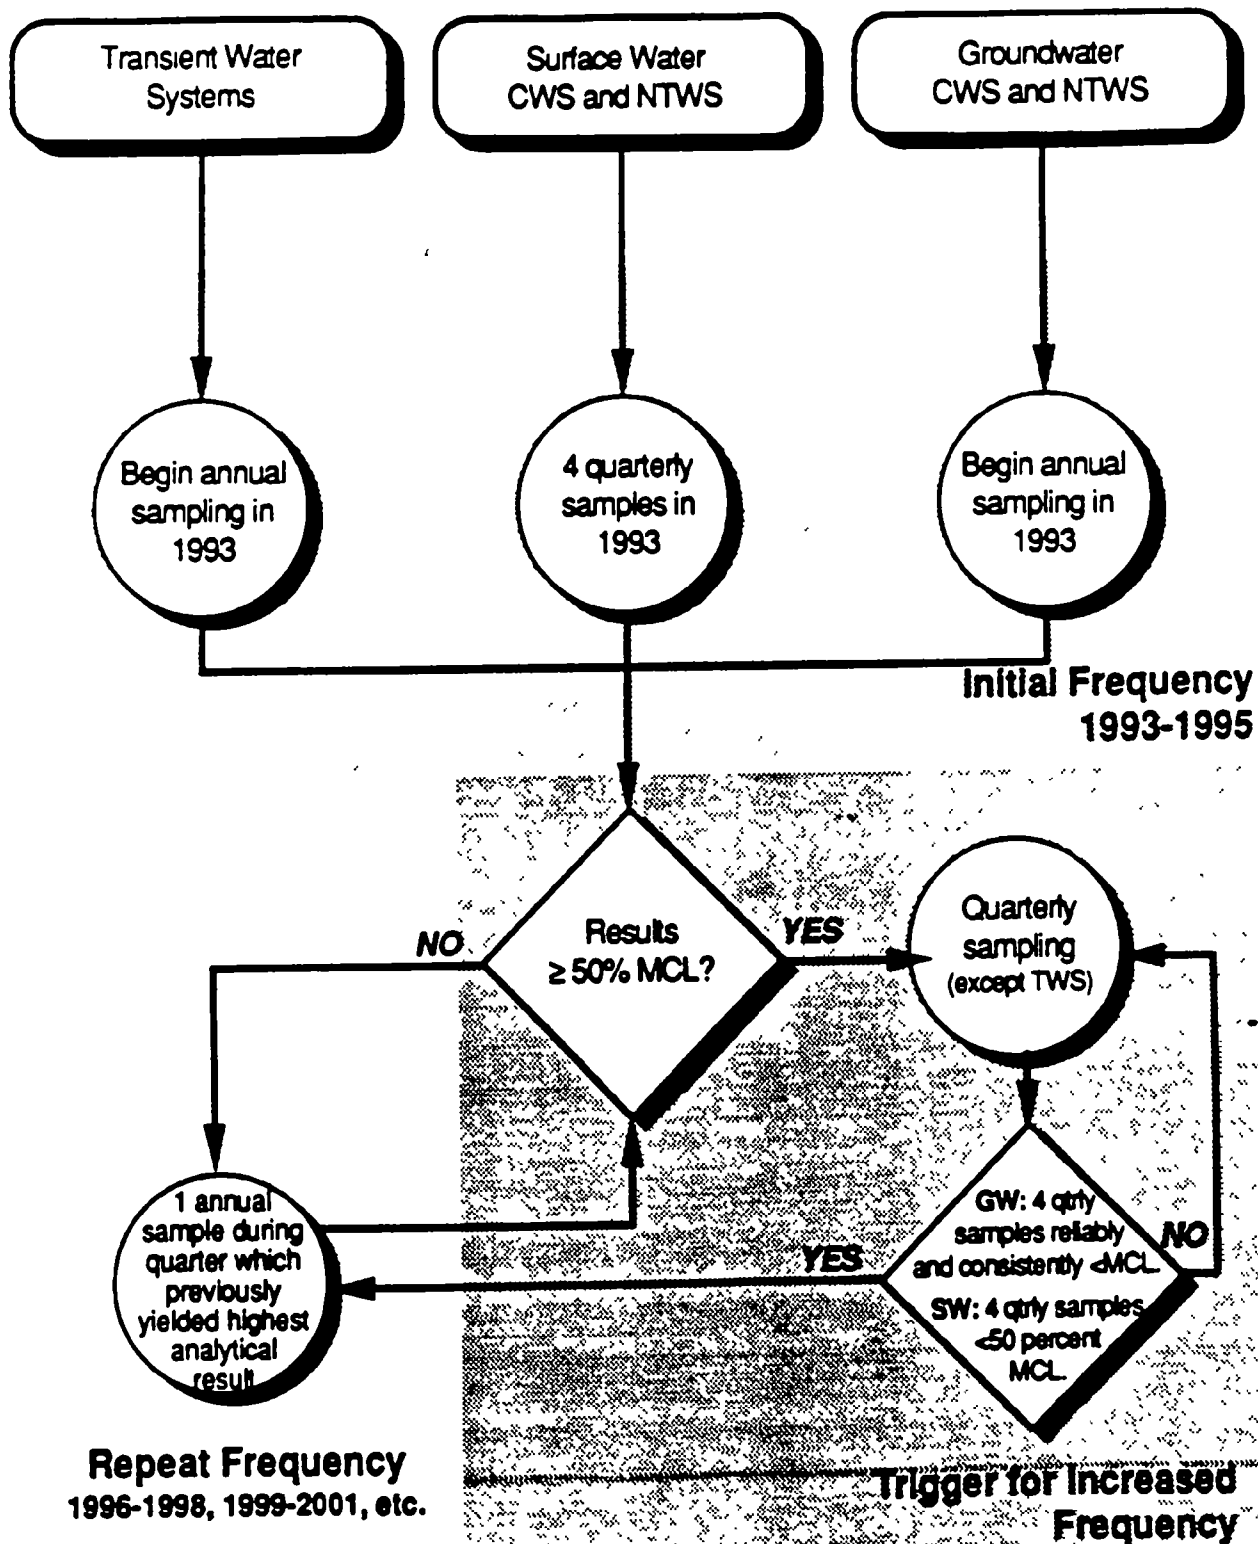 Transient Water
Systems
Surface Water
CWS and NTWS
Groundwater
CWS and NTWS
Begin annual
sampling in
1993
4 quarterly
samples in
1993
Begin annual
sampling in
1993
Initial Frequency
1993-1995
Results
≥ 50% MCL?
NO
YES
Quarterly
sampling
(except TWS)
1 annual
sample during
quarter which
previously
yielded highest
analytical
result
GW: 4 qtrly
samples reliably
and consistently <MCL.
SW: 4 qtrly samples
<50 percent
MCL.
YES
NO
Repeat Frequency
1996-1998, 1999-2001, etc.
Trigger for Increased
Frequency